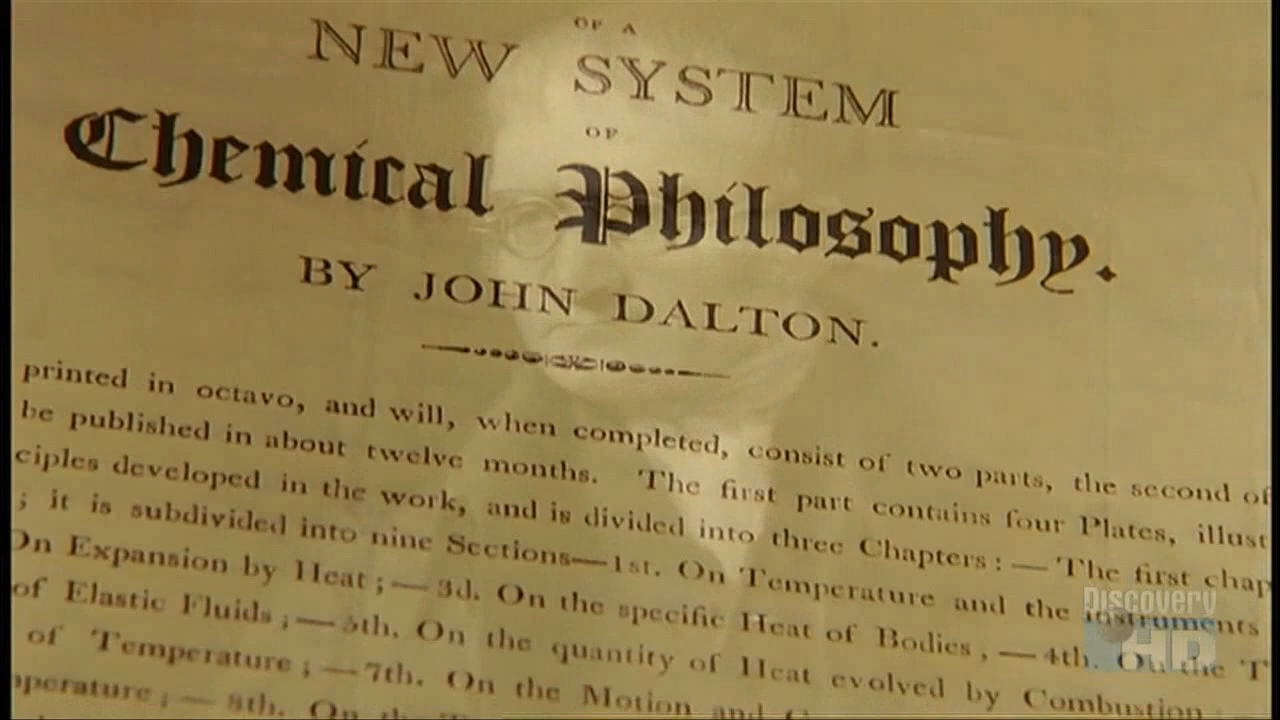 OF A
NEW SYSTEM
OF
Chemical Philosophy.
BY JOHN DALTON.
printed in octavo, and will, when completed, consist of two parts, the second of
be published in about twelve months. The first part contains four Plates, illust
ciples developed in the work, and is divided into three Chapters:—The first chap
; it is subdivided into nine Sections—1st. On Temperature and the instruments
On Expansion by Heat;—3d. On the specific Heat of Bodies,—4th. On the T
of Elastic Fluids;—5th. On the quantity of Heat evolved by Combustion;
of Temperature;—7th. On the Motion and C
perature;—8th. On the
Discovery
HD